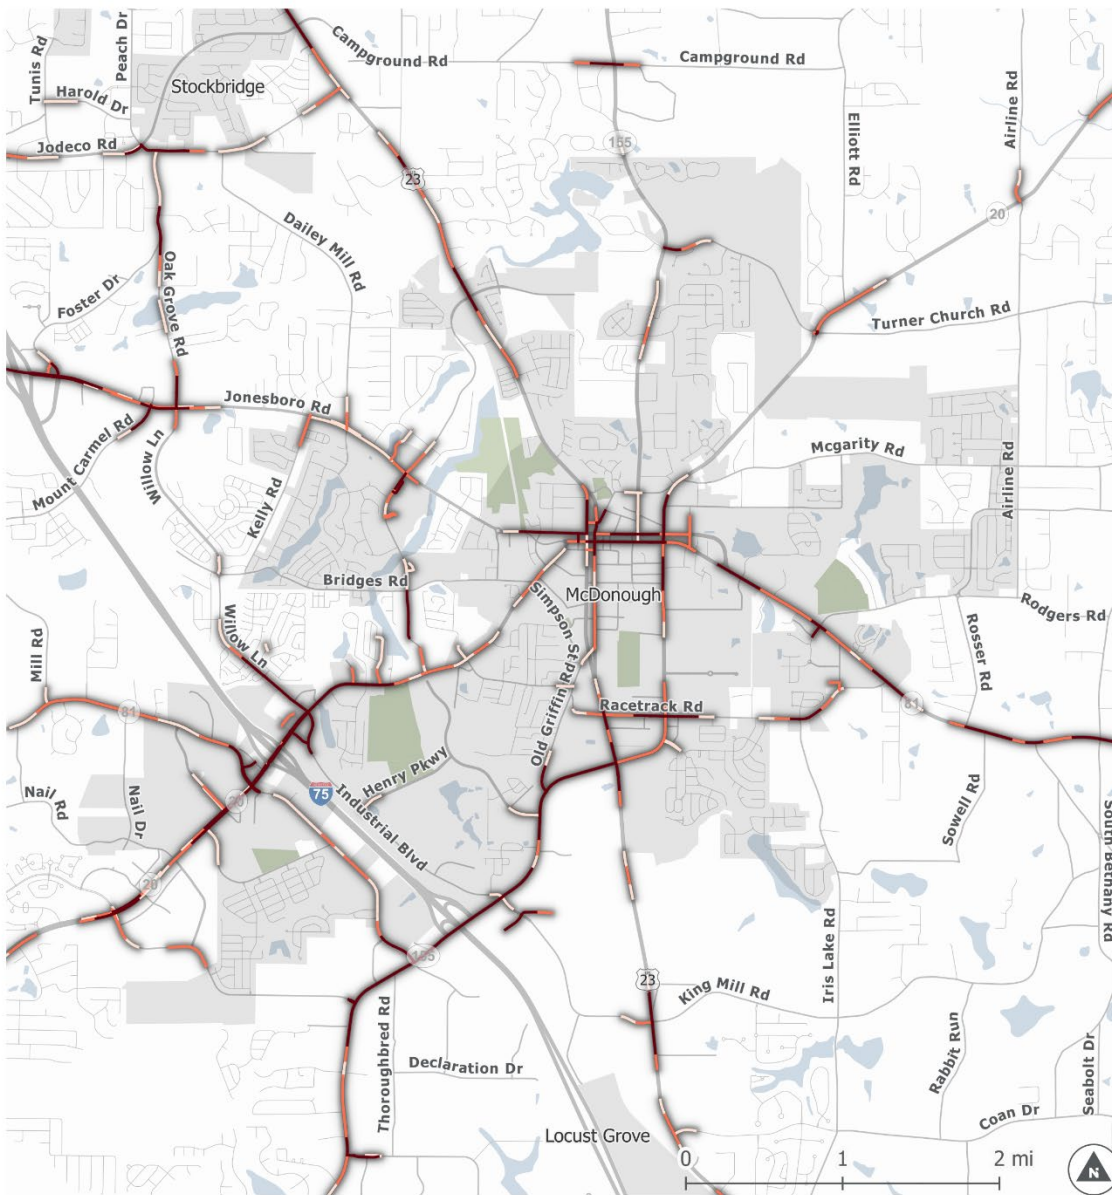 Tunis Rd
Peach Dr
Campground Rd
Campground Rd
Stockbridge
Harold Dr
Jodeco Rd
Elliott Rd
Airline Rd
155
23
Dailey Mill Rd
20
Foster Dr
Oak Grove Rd
Turner Church Rd
Jonesboro Rd
Mount Carmel Rd
Willow Ln
Kelly Rd
Mcgarity Rd
Airline Rd
Bridges Rd
Simpson St
McDonough
Rodgers Rd
Rosser Rd
Willow Ln
Mill Rd
81
Old Griffin Rd
Racetrack Rd
81
Nail Rd
Nail Dr
20
75
Henry Pkwy
Industrial Blvd
Sowell Rd
South Bethany Rd
20
155
23
King Mill Rd
Iris Lake Rd
Thoroughbred Rd
Declaration Dr
Rabbit Run
Seabolt Dr
Coan Dr
Locust Grove
0 1 2 mi
N